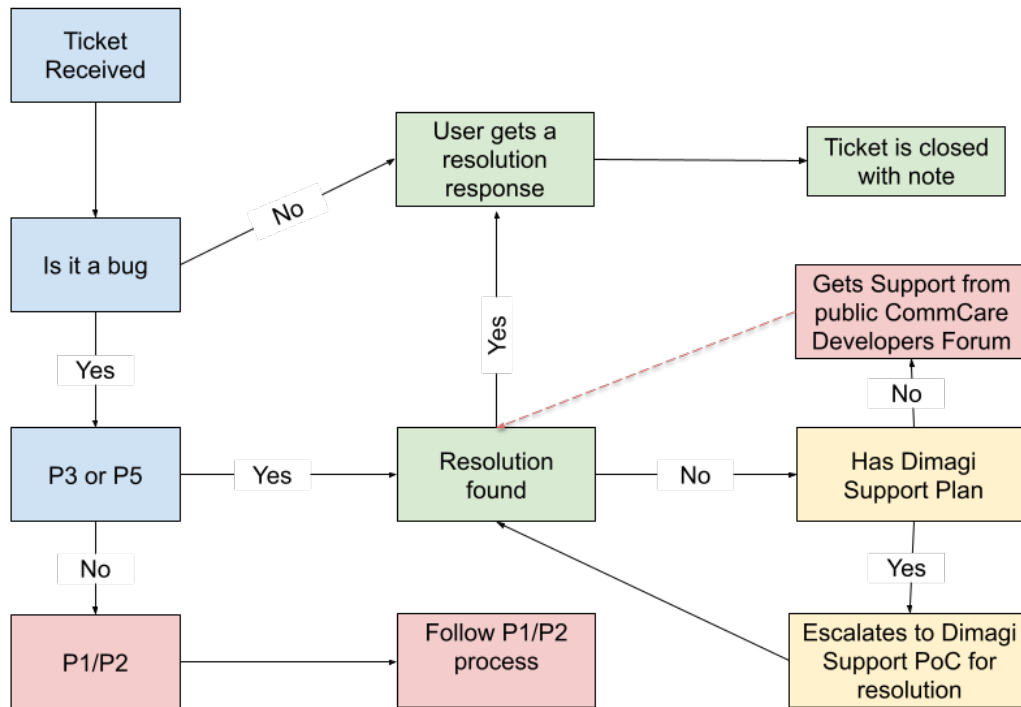 Ticket
Received
User gets a
resolution
response
Ticket is closed
with note
No
Is it a bug
Gets Support from
public CommCare
Developers Forum
Yes
Yes
No
P3 or P5
Yes
Resolution
found
No
Has Dimagi
Support Plan
No
Yes
P1/P2
Follow P1/P2
process
Escalates to Dimagi
Support PoC for
resolution